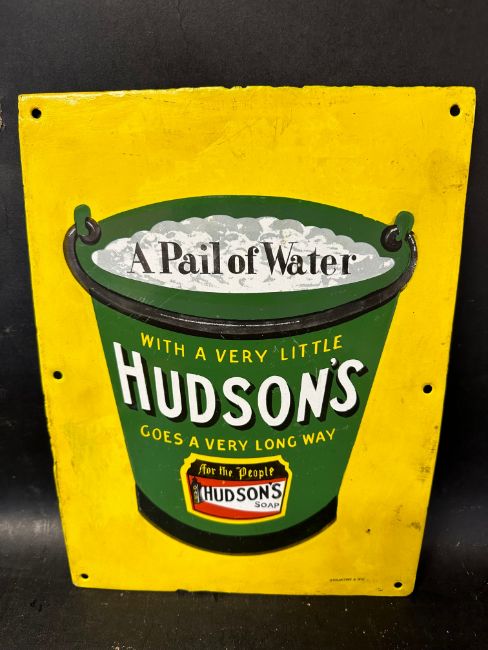 A Pail of Water
WITH A VERY LITTLE
HUDSON'S
GOES A VERY LONG WAY
for the People
HUDSON'S
SOAP